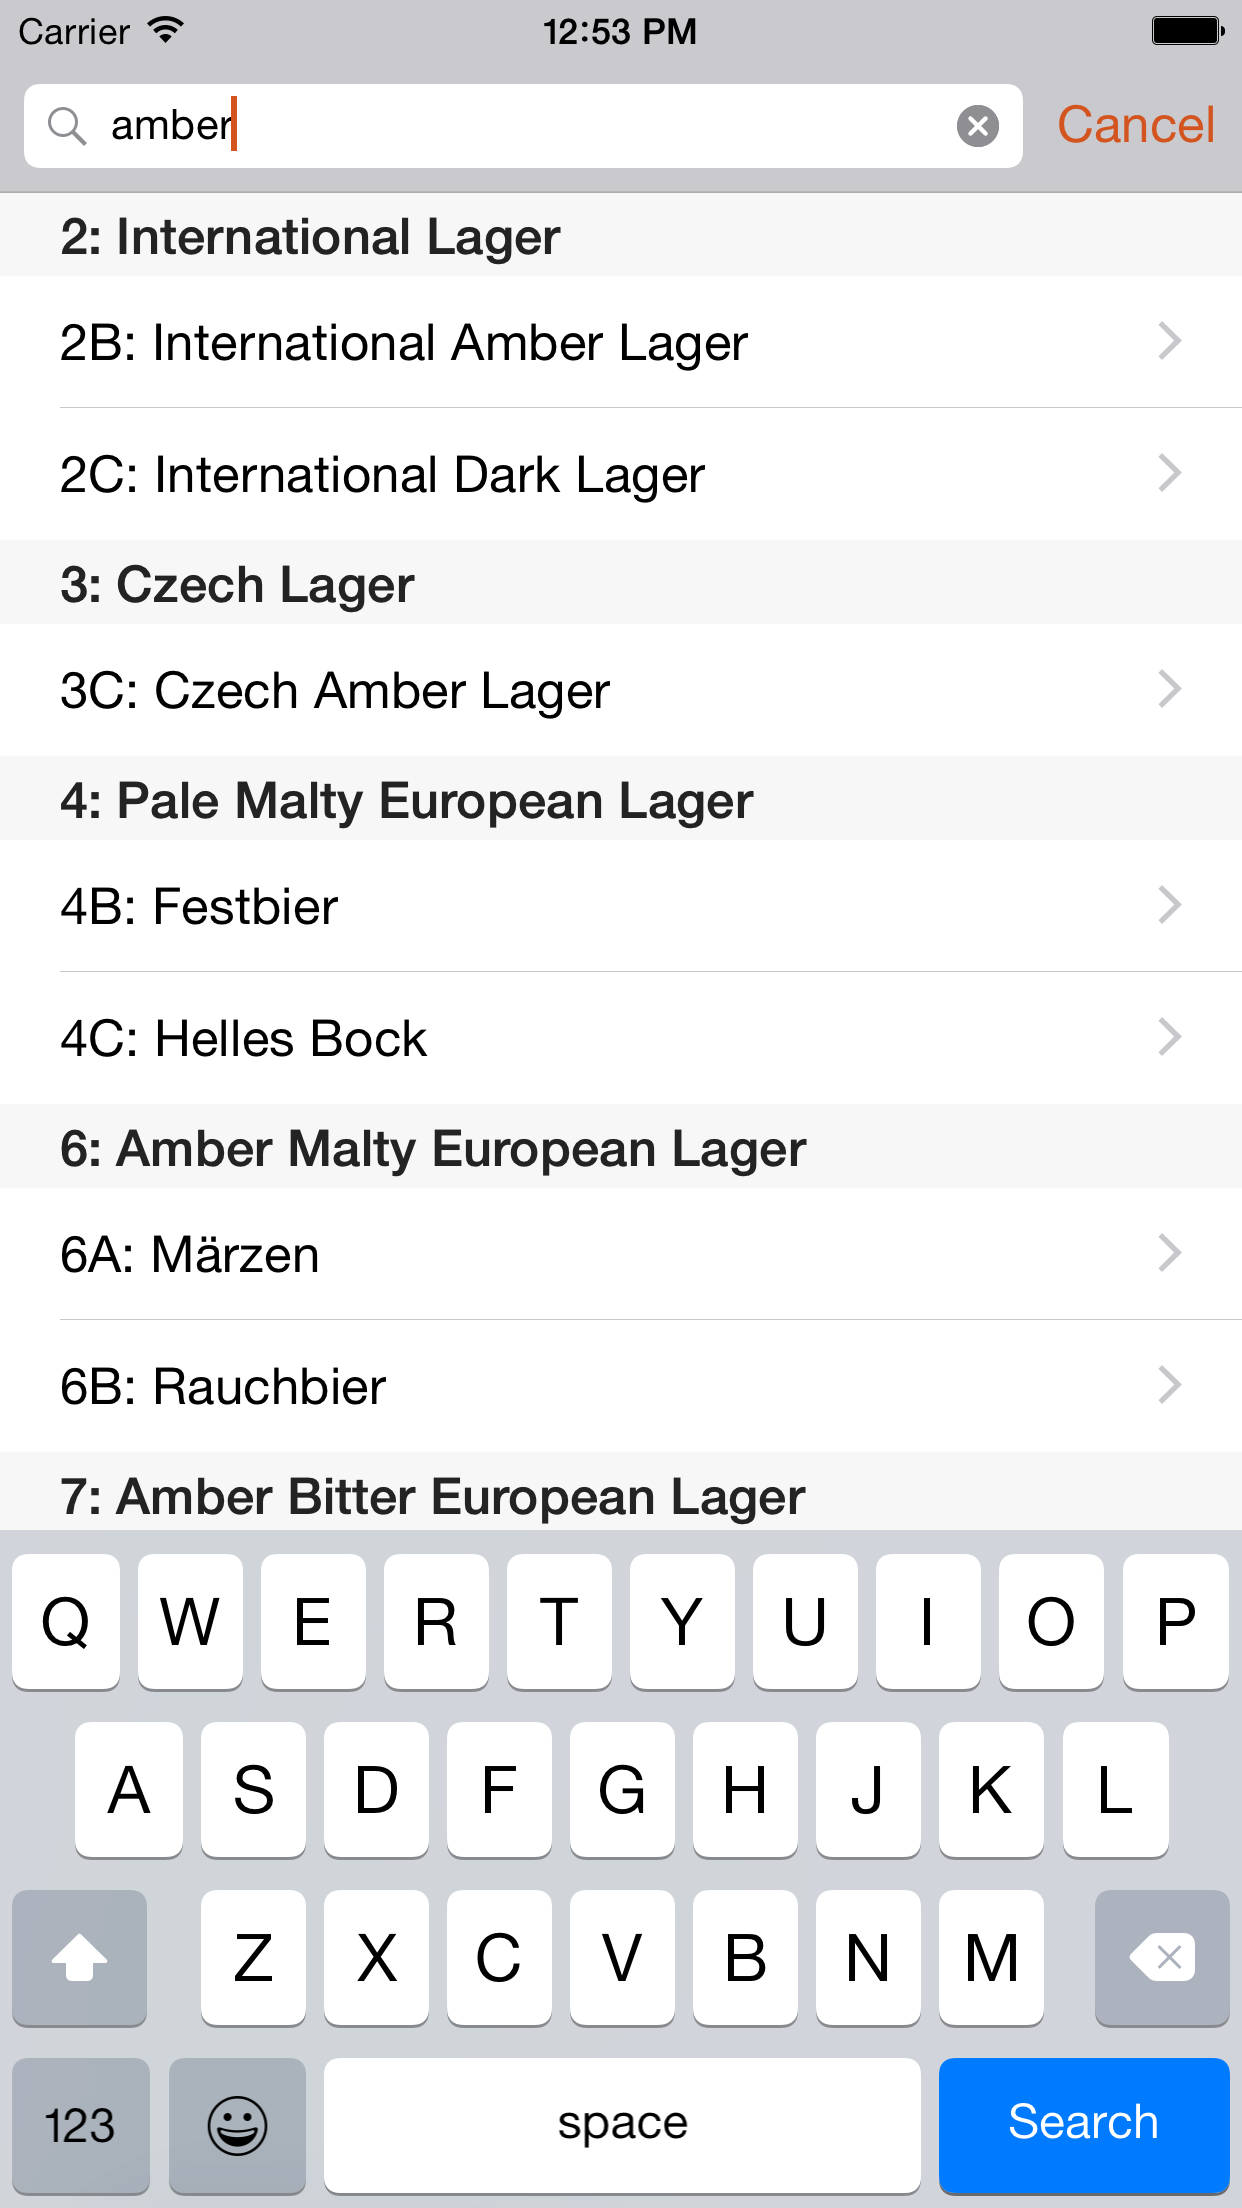 Carrier 12:53 PM
amber Cancel
2: International Lager
2B: International Amber Lager
2C: International Dark Lager
3: Czech Lager
3C: Czech Amber Lager
4: Pale Malty European Lager
4B: Festbier
4C: Helles Bock
6: Amber Malty European Lager
6A: Märzen
6B: Rauchbier
7: Amber Bitter European Lager
Q W E R T Y U I O P
A S D F G H J K L
Z X C V B N M
123 space Search